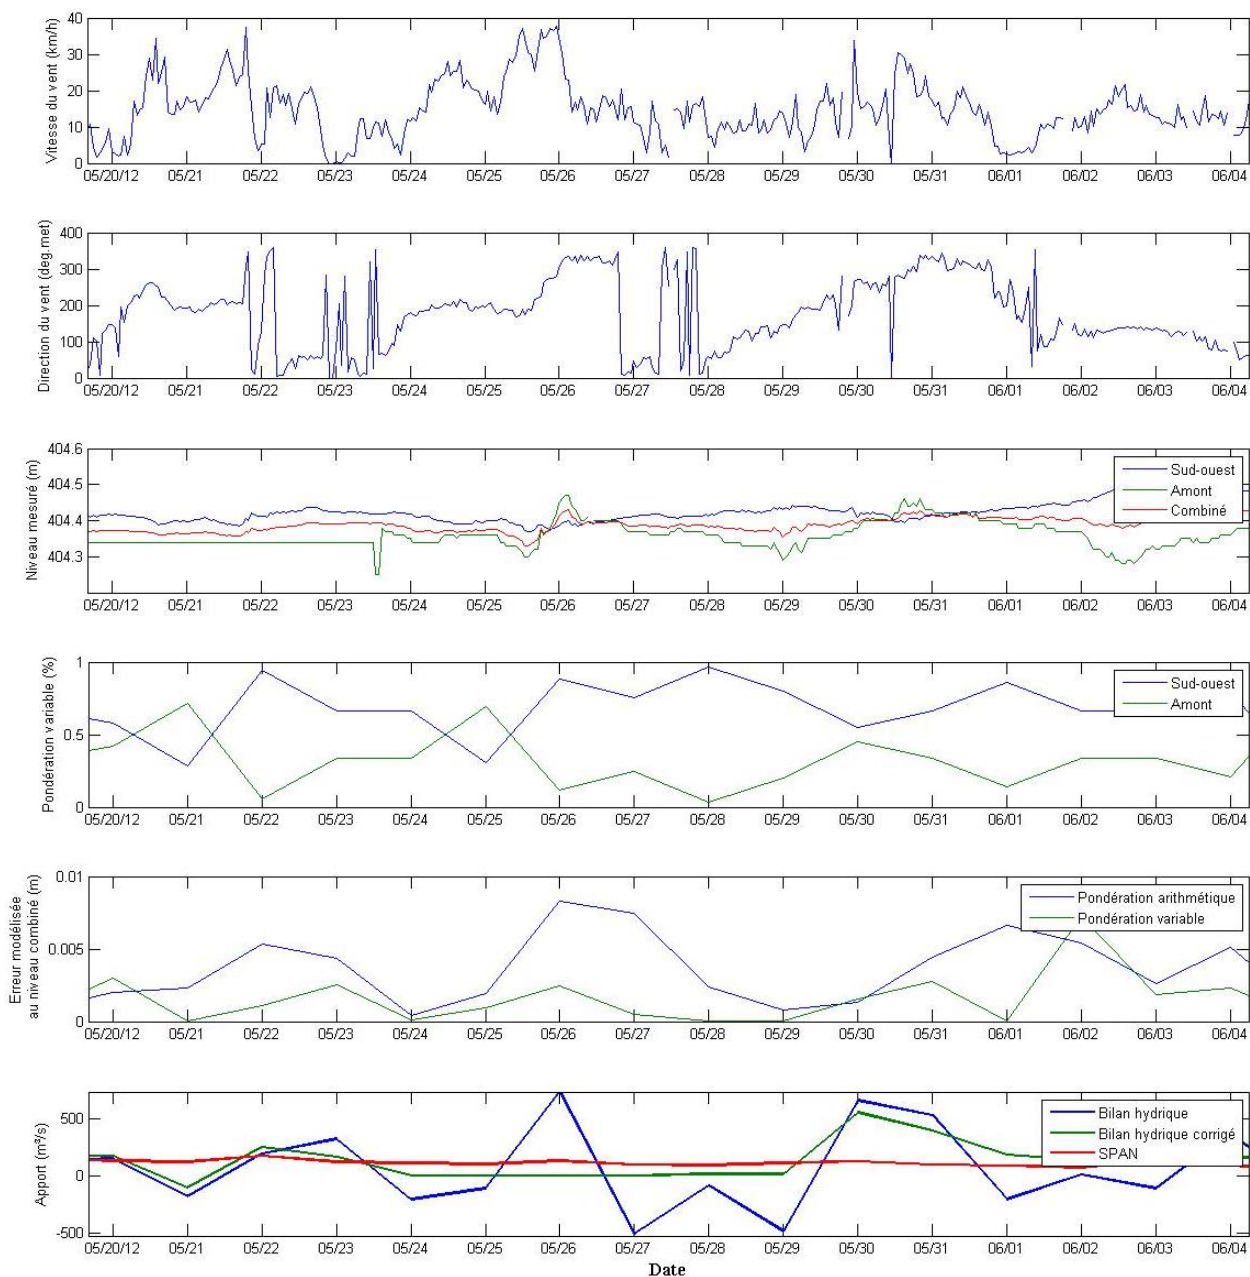 Vitesse du vent (km/h)
40
30
20
10
0
05/20/12 05/21 05/22 05/23 05/24 05/25 05/26 05/27 05/28 05/29 05/30 05/31 06/01 06/02 06/03 06/04
Direction du vent (deg.met)
400
300
200
100
0
05/20/12 05/21 05/22 05/23 05/24 05/25 05/26 05/27 05/28 05/29 05/30 05/31 06/01 06/02 06/03 06/04
Niveau mesuré (m)
404.6
404.5
404.4
404.3
Sud-ouest
Amont
Combiné
05/20/12 05/21 05/22 05/23 05/24 05/25 05/26 05/27 05/28 05/29 05/30 05/31 06/01 06/02 06/03 06/04
Pondération variable (%)
1
0.5
0
Sud-ouest
Amont
05/20/12 05/21 05/22 05/23 05/24 05/25 05/26 05/27 05/28 05/29 05/30 05/31 06/01 06/02 06/03 06/04
Erreur modélisée
au niveau combiné (m)
0.01
0.005
0
Pondération arithmétique
Pondération variable
05/20/12 05/21 05/22 05/23 05/24 05/25 05/26 05/27 05/28 05/29 05/30 05/31 06/01 06/02 06/03 06/04
Apport (m³/s)
500
0
-500
Bilan hydrique
Bilan hydrique corrigé
SPAN
05/20/12 05/21 05/22 05/23 05/24 05/25 05/26 05/27 05/28 05/29 05/30 05/31 06/01 06/02 06/03 06/04
Date